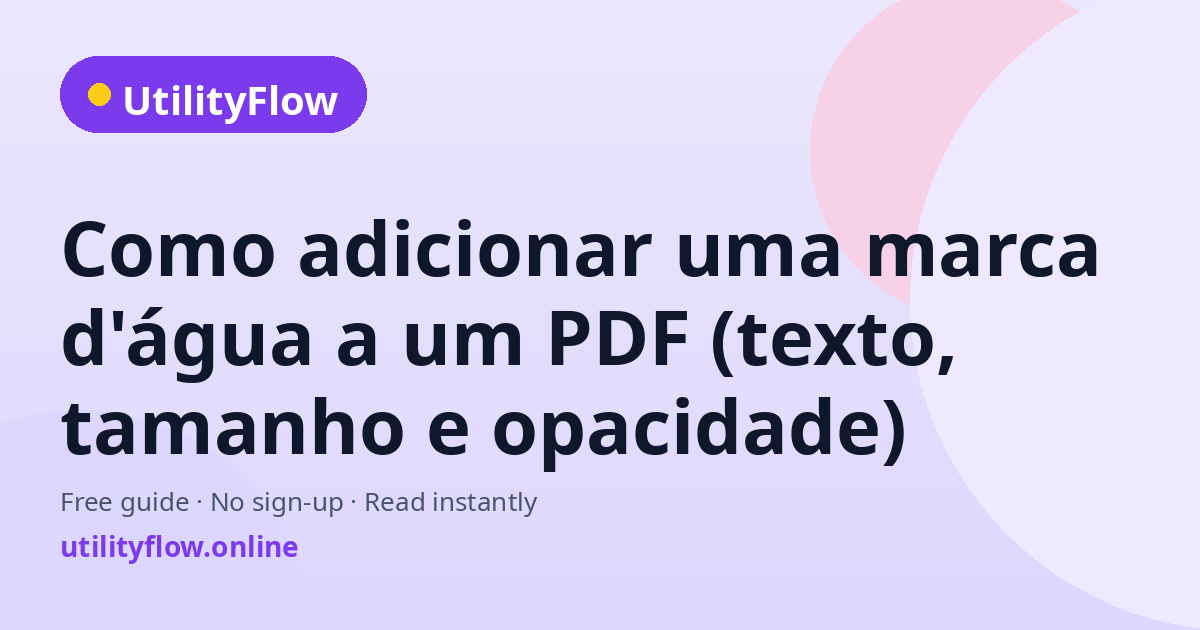 UtilityFlow
Como adicionar uma marca
d'água a um PDF (texto,
tamanho e opacidade)
Free guide · No sign-up · Read instantly
utilityflow.online